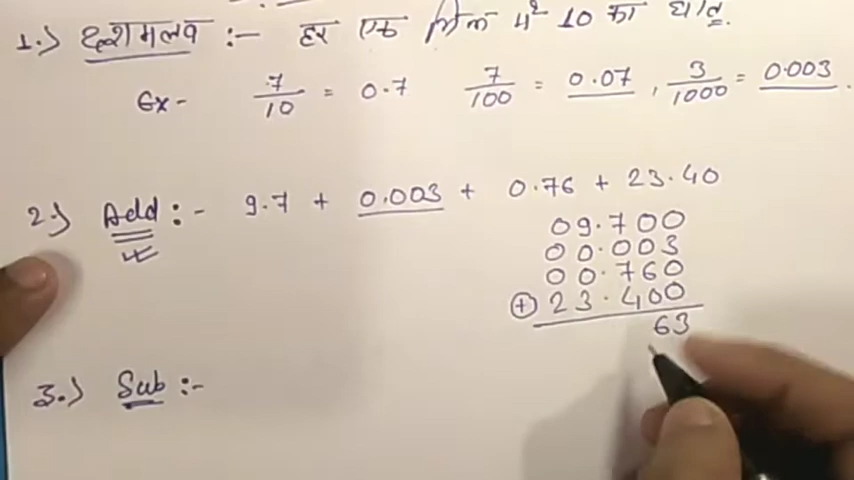 1.) दशमलव :- हर एक भिन्न में 10 का घात.
Ex- 7/10 = 0.7 7/100 = 0.07 , 3/1000 = 0.003 .
2.) Add :- 9.7 + 0.003 + 0.76 + 23.40
09.700
00.003
00.760
+ 23.400
63
3.) Sub :-